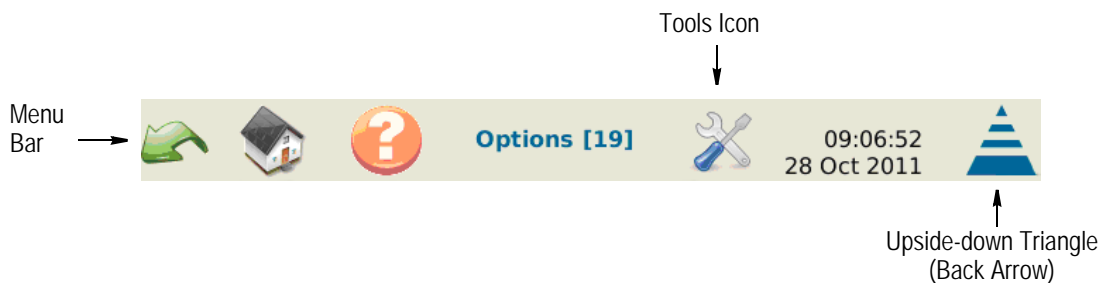 Tools Icon
Menu
Bar
?
Options [19]
09:06:52
28 Oct 2011
Upside-down Triangle
(Back Arrow)